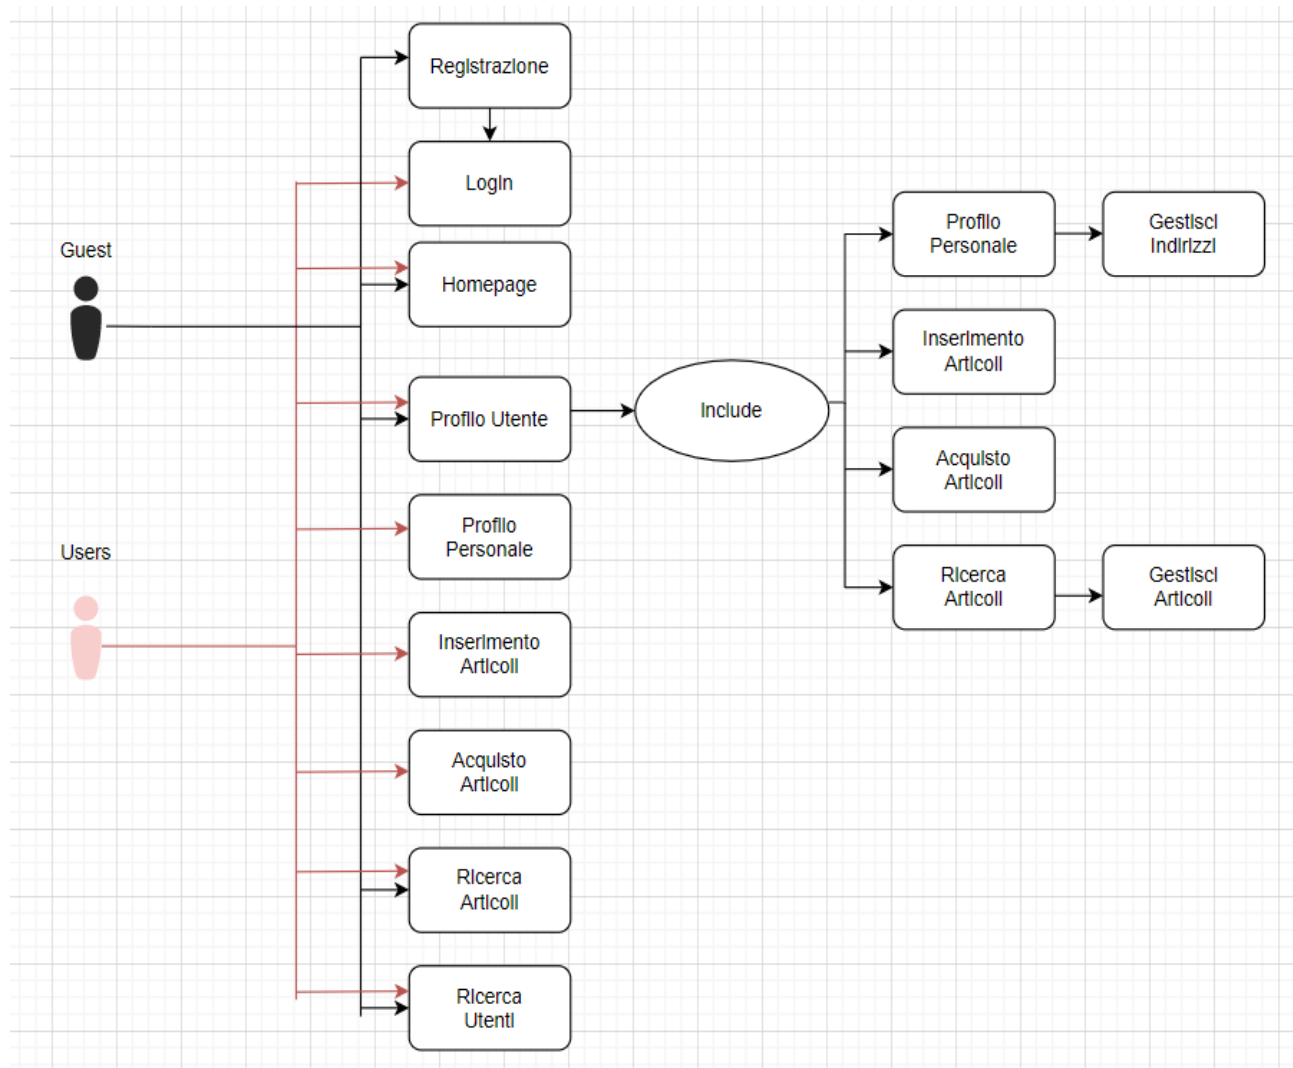 Registrazione
LogIn
Guest
Homepage
Profilo Utente
Include
Profilo
Personale
Gestisci
Indirizzi
Inserimento
Articoli
Acquisto
Articoli
Ricerca
Articoli
Gestisci
Articoli
Users
Profilo
Personale
Inserimento
Articoli
Acquisto
Articoli
Ricerca
Articoli
Ricerca
Utenti